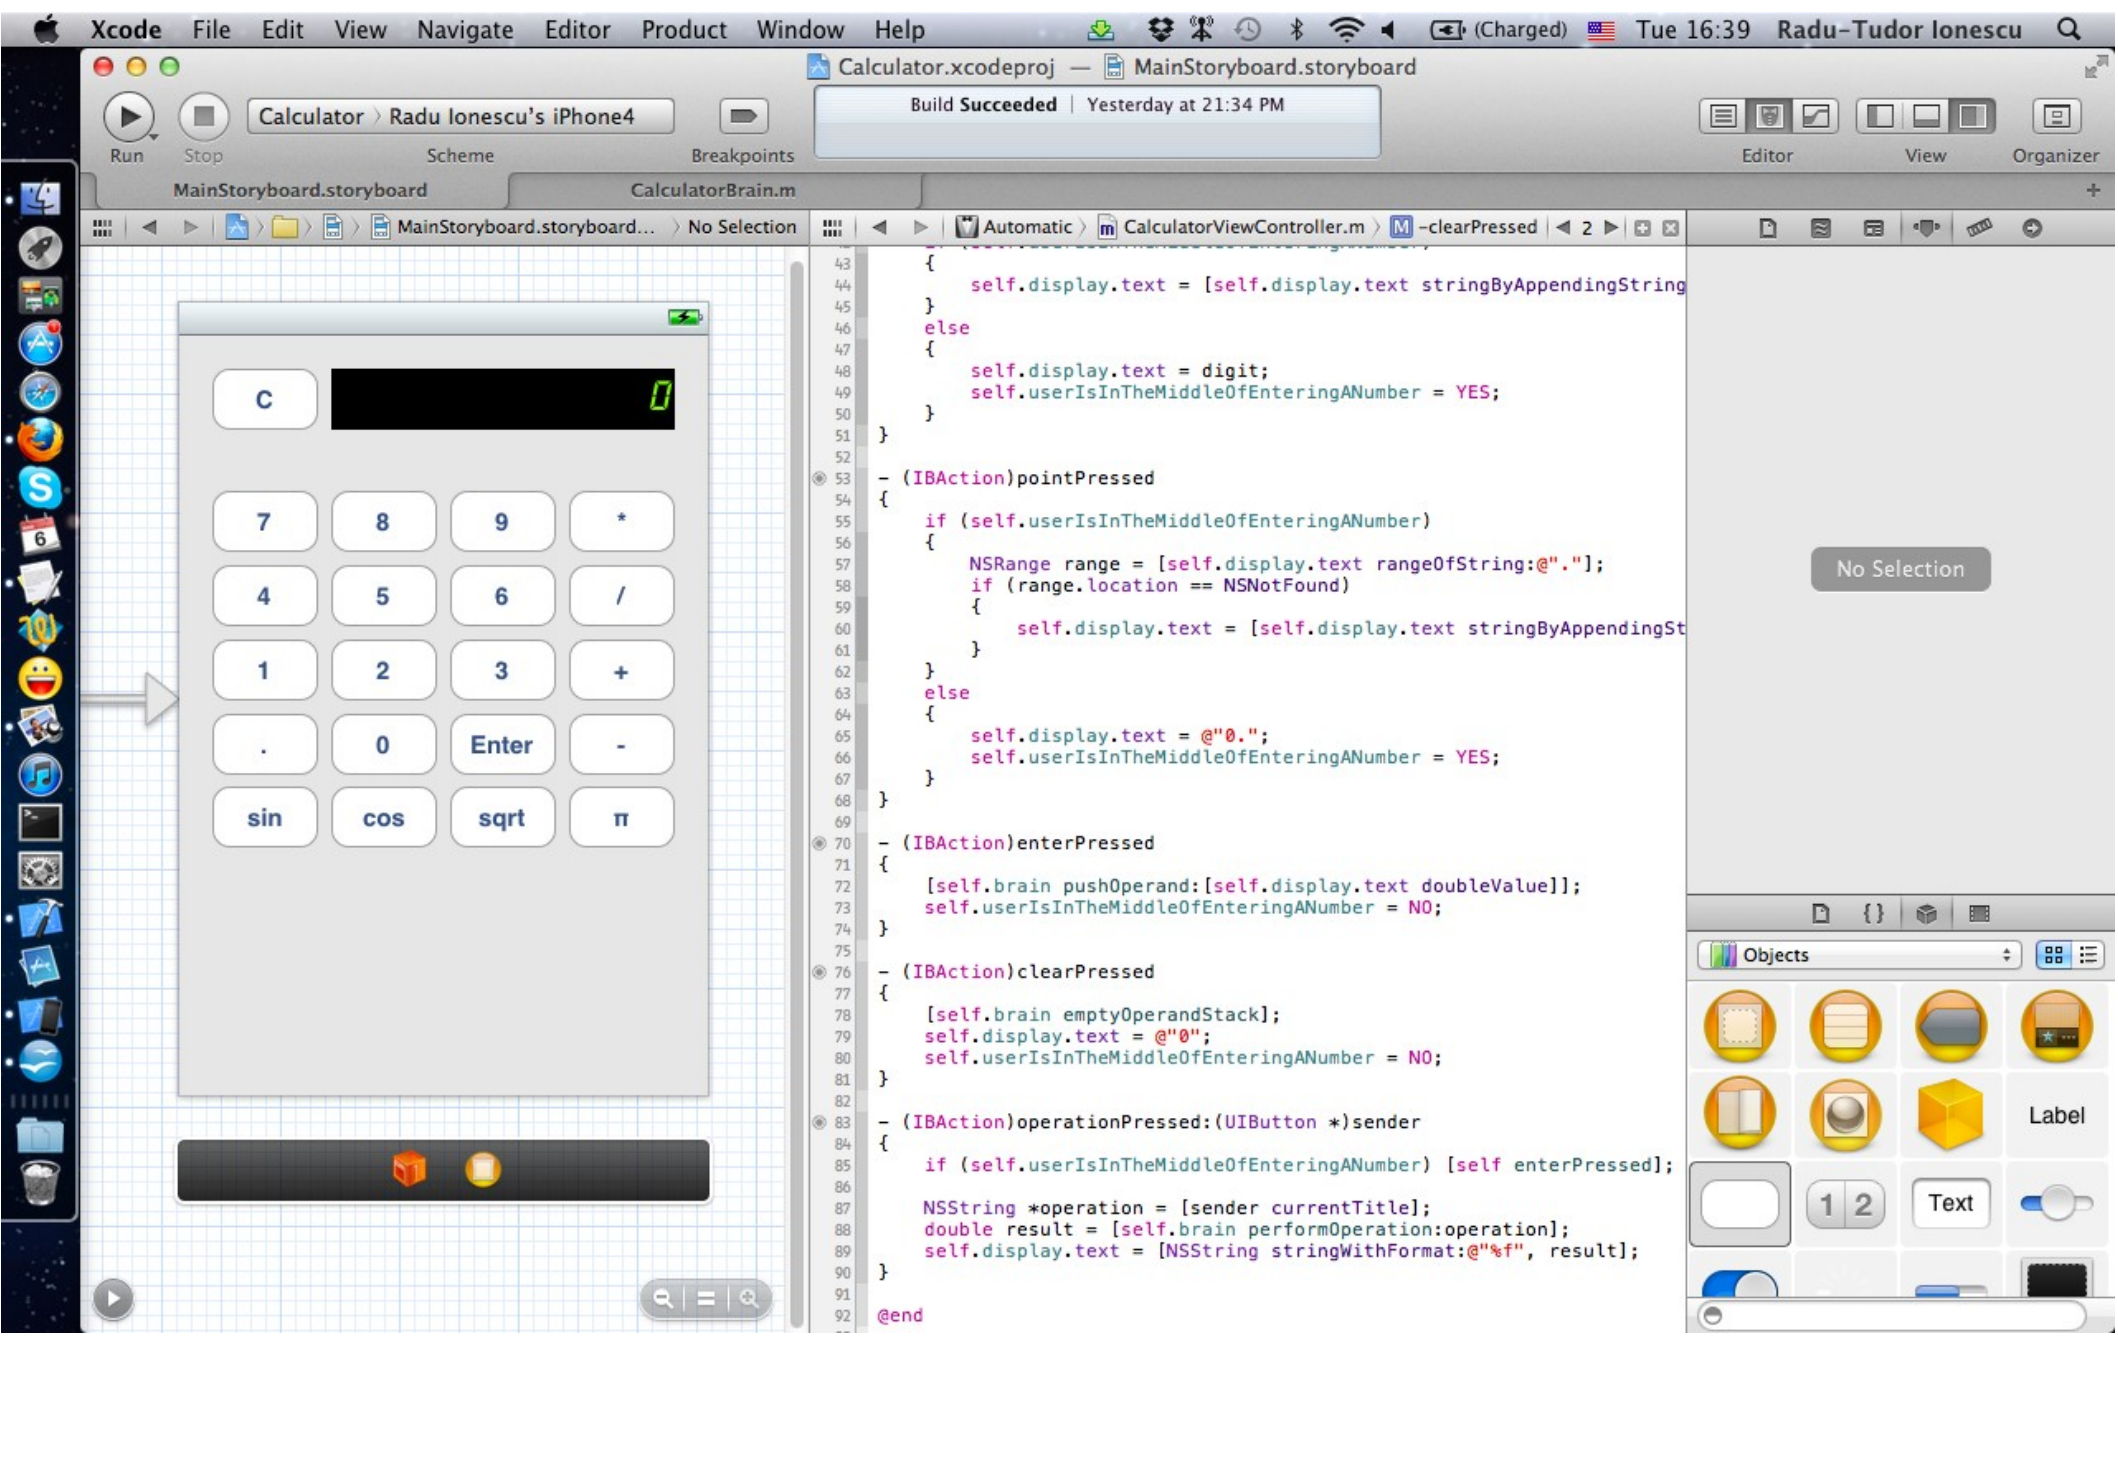 Xcode File Edit View Navigate Editor Product Window Help (Charged) Tue 16:39 Radu-Tudor Ionescu
Calculator.xcodeproj — MainStoryboard.storyboard
Calculator Radu Ionescu's iPhone4
Build Succeeded | Yesterday at 21:34 PM
Run Stop Scheme Breakpoints Editor View Organizer
MainStoryboard.storyboard CalculatorBrain.m
MainStoryboard.storyboard... No Selection
Automatic CalculatorViewController.m M -clearPressed 2
C 0
7 8 9 *
4 5 6 /
1 2 3 +
. 0 Enter -
sin cos sqrt π
43 {
44 self.display.text = [self.display.text stringByAppendingString
45 }
46 else
47 {
48 self.display.text = digit;
49 self.userIsInTheMiddleOfEnteringANumber = YES;
50 }
51 }
52
53 - (IBAction)pointPressed
54 {
55 if (self.userIsInTheMiddleOfEnteringANumber)
56 {
57 NSRange range = [self.display.text rangeOfString:@"."];
58 if (range.location == NSNotFound)
59 {
60 self.display.text = [self.display.text stringByAppendingSt
61 }
62 }
63 else
64 {
65 self.display.text = @"0.";
66 self.userIsInTheMiddleOfEnteringANumber = YES;
67 }
68 }
69
70 - (IBAction)enterPressed
71 {
72 [self.brain pushOperand:[self.display.text doubleValue]];
73 self.userIsInTheMiddleOfEnteringANumber = NO;
74 }
75
76 - (IBAction)clearPressed
77 {
78 [self.brain emptyOperandStack];
79 self.display.text = @"0";
80 self.userIsInTheMiddleOfEnteringANumber = NO;
81 }
82
83 - (IBAction)operationPressed:(UIButton *)sender
84 {
85 if (self.userIsInTheMiddleOfEnteringANumber) [self enterPressed];
86
87 NSString *operation = [sender currentTitle];
88 double result = [self.brain performOperation:operation];
89 self.display.text = [NSString stringWithFormat:@"%f", result];
90 }
91
92 @end
No Selection
{}
Objects
Label
1 2 Text
6